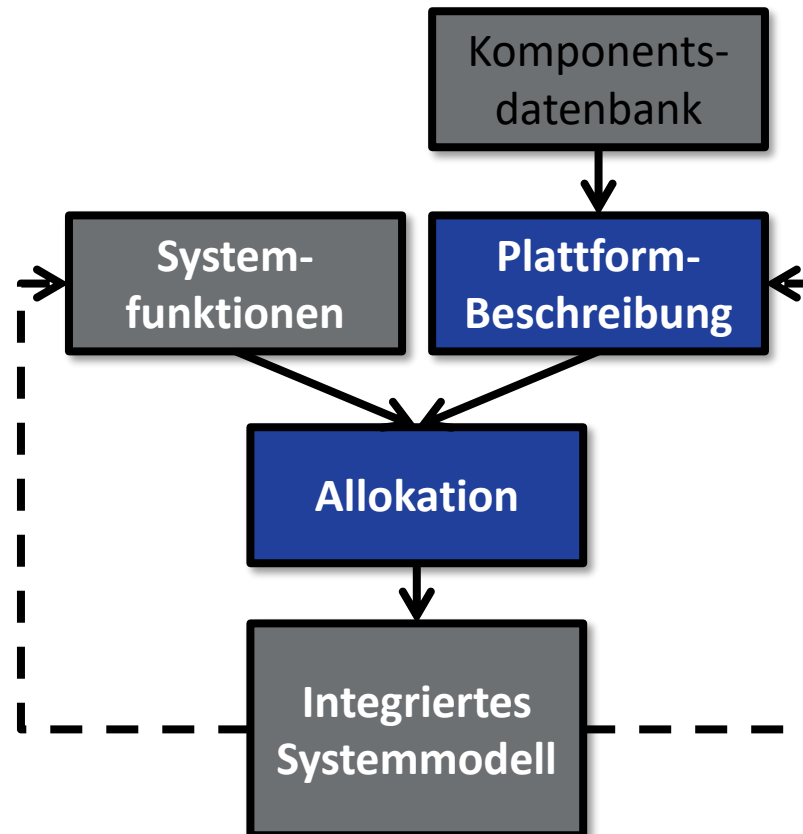 Komponents-
datenbank
System-
funktionen
Plattform-
Beschreibung
Allokation
Integriertes
Systemmodell